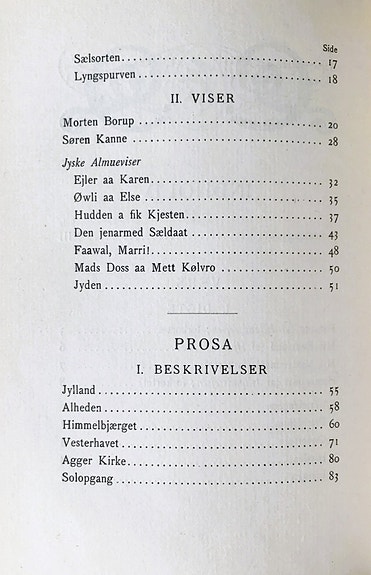 Side
Sælsorten 17
Lyngspurven 18
II. VISER
Morten Borup 20
Søren Kanne 28
Jyske Almueviser
Ejler aa Karen 32
Øwli aa Else 35
Hudden a fik Kjesten 37
Den jenarmed Sældaat 43
Faawal, Marri! 48
Mads Doss aa Mett Kølvro 50
Jyden 51
PROSA
I. BESKRIVELSER
Jylland 55
Alheden 58
Himmelbjærget 60
Vesterhavet 71
Agger Kirke 80
Solopgang 83